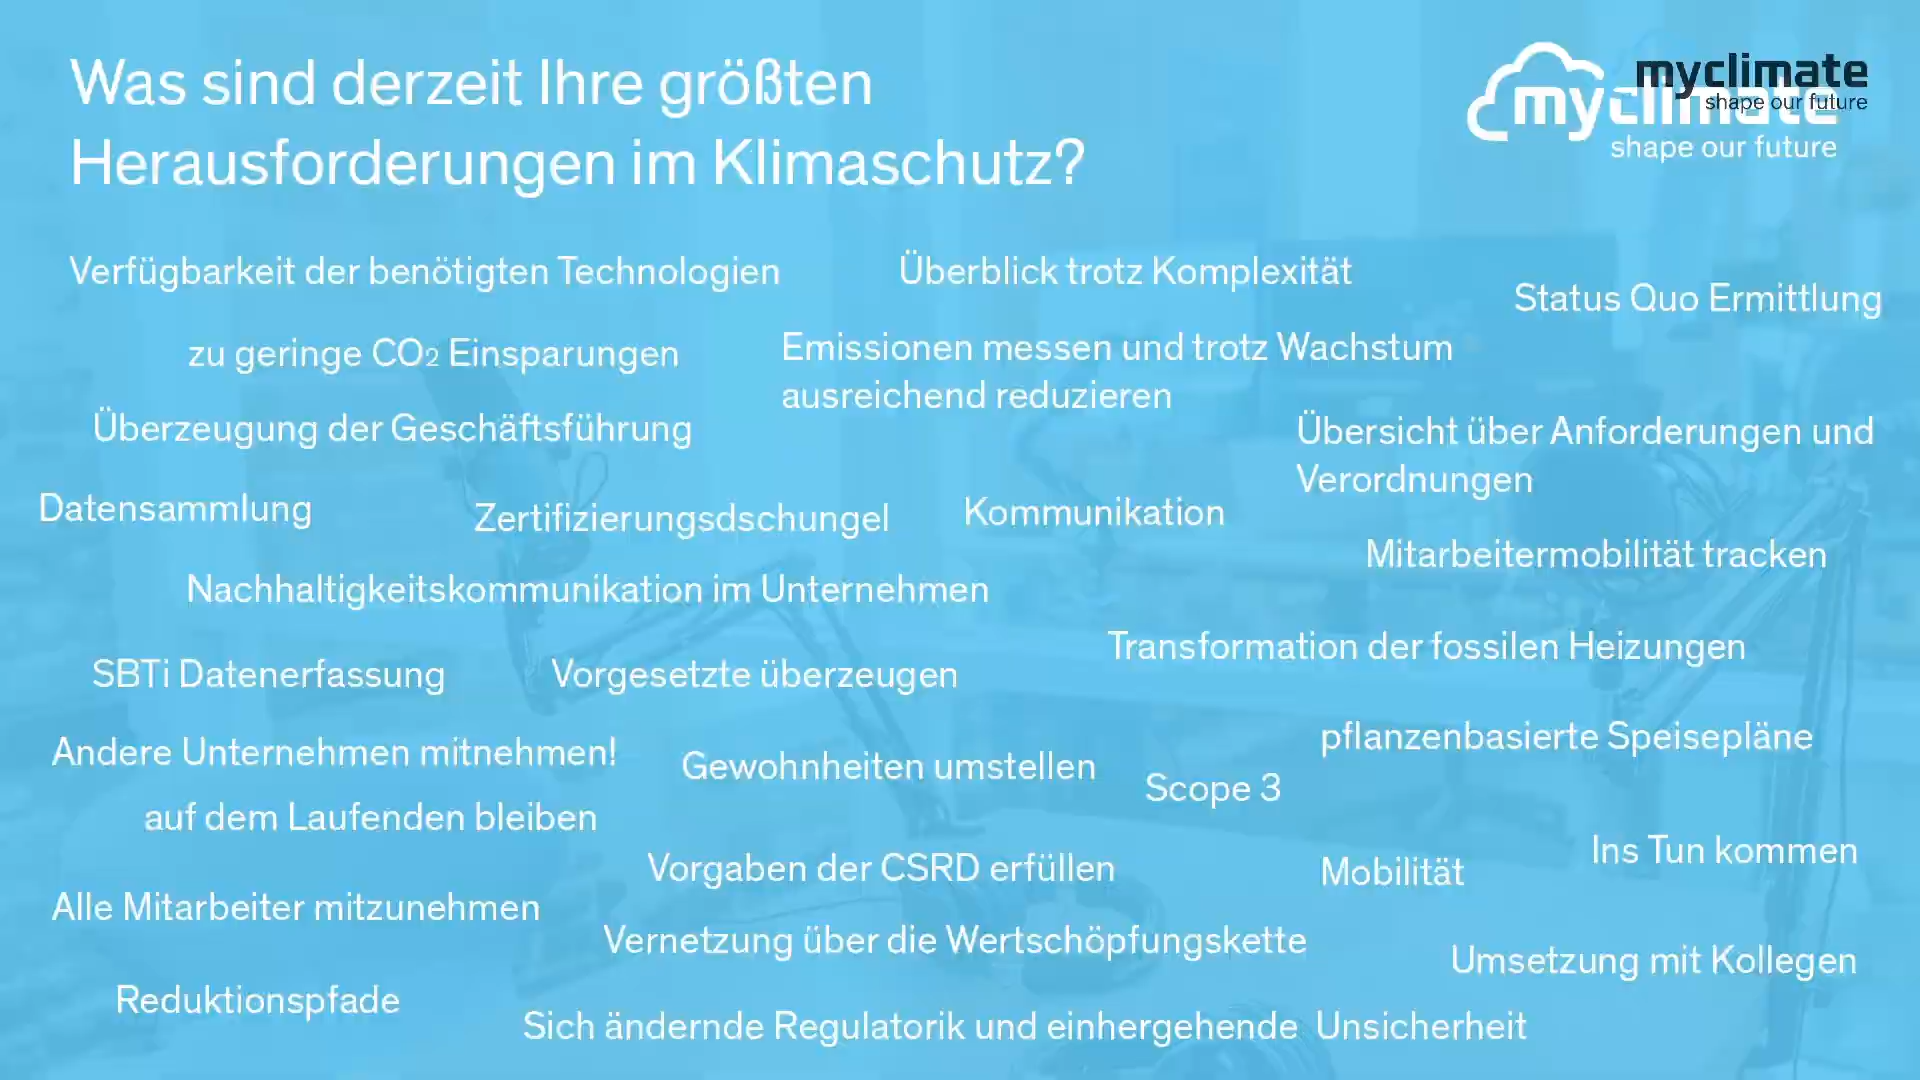 Was sind derzeit Ihre größten
Herausforderungen im Klimaschutz?
myclimate
shape our future
myclimate
shape our future
Verfügbarkeit der benötigten Technologien
Überblick trotz Komplexität
Status Quo Ermittlung
zu geringe CO₂ Einsparungen
Emissionen messen und trotz Wachstum
ausreichend reduzieren
Überzeugung der Geschäftsführung
Übersicht über Anforderungen und
Verordnungen
Datensammlung
Zertifizierungsdschungel
Kommunikation
Mitarbeitermobilität tracken
Nachhaltigkeitskommunikation im Unternehmen
Transformation der fossilen Heizungen
SBTi Datenerfassung
Vorgesetzte überzeugen
pflanzenbasierte Speisepläne
Andere Unternehmen mitnehmen!
Gewohnheiten umstellen
Scope 3
auf dem Laufenden bleiben
Ins Tun kommen
Vorgaben der CSRD erfüllen
Mobilität
Alle Mitarbeiter mitzunehmen
Vernetzung über die Wertschöpfungskette
Umsetzung mit Kollegen
Reduktionspfade
Sich ändernde Regulatorik und einhergehende Unsicherheit